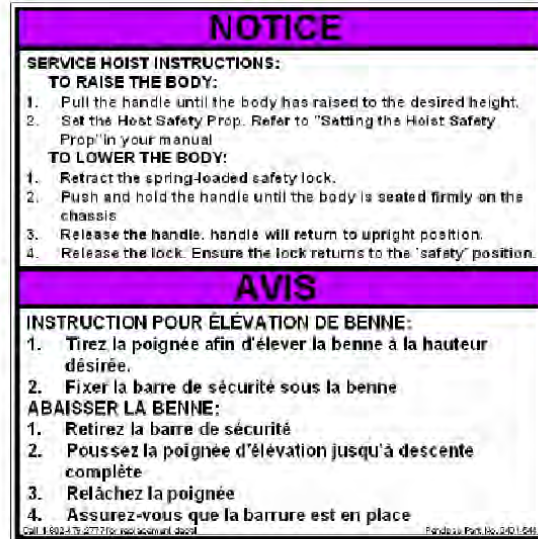 NOTICE
SERVICE HOIST INSTRUCTIONS:
TO RAISE THE BODY:
1. Pull the handle until the body has raised to the desired height.
2. Set the Host Safety Prop. Refer to "Setting the Hoist Safety
Prop"in your manual
TO LOWER THE BODY:
1. Retract the spring-loaded safety lock.
2. Push and hold the handle until the body is seated firmly on the
chassis
3. Release the handle. handle will return to upright position.
4. Release the lock. Ensure the lock returns to the "safety" position.
AVIS
INSTRUCTION POUR ÉLÉVATION DE BENNE:
1. Tirez la poignée afin d'élever la benne à la hauteur
désirée.
2. Fixer la barre de sécurité sous la benne
ABAISSER LA BENNE:
1. Retirez la barre de sécurité
2. Poussez la poignée d'élévation jusqu'à descente
complète
3. Relâchez la poignée
4. Assurez-vous que la barrure est en place
for replacement decal
Part No.